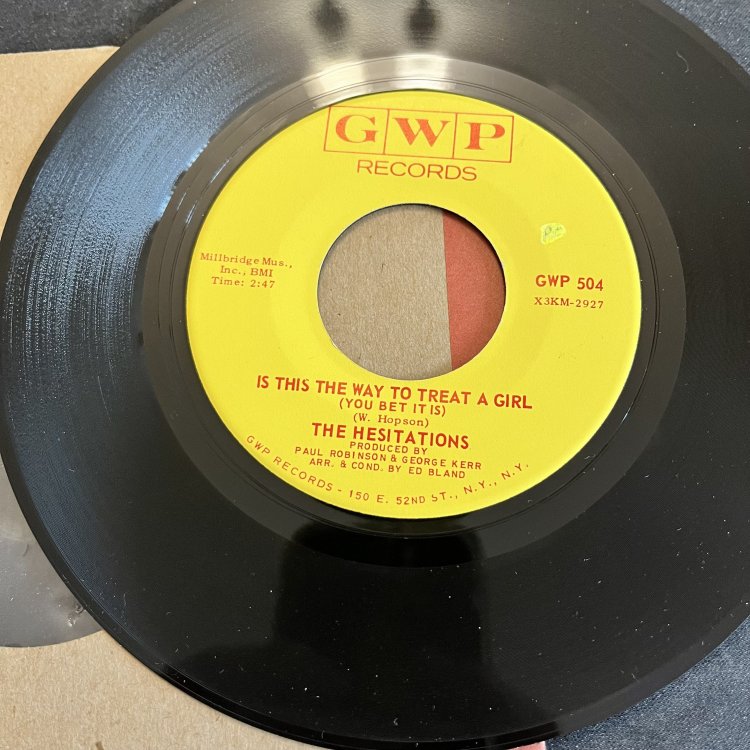 GWP
RECORDS
Millbridge Mus.,
Inc., BMI
Time: 2:47
GWP 504
X3KM-2927
IS THIS THE WAY TO TREAT A GIRL
(YOU BET IT IS)
(W. Hopson)
THE HESITATIONS
PRODUCED BY
PAUL ROBINSON & GEORGE KERR
ARR. & COND. BY ED BLAND
GWP RECORDS - 150 E. 52ND ST., N.Y., N.Y.